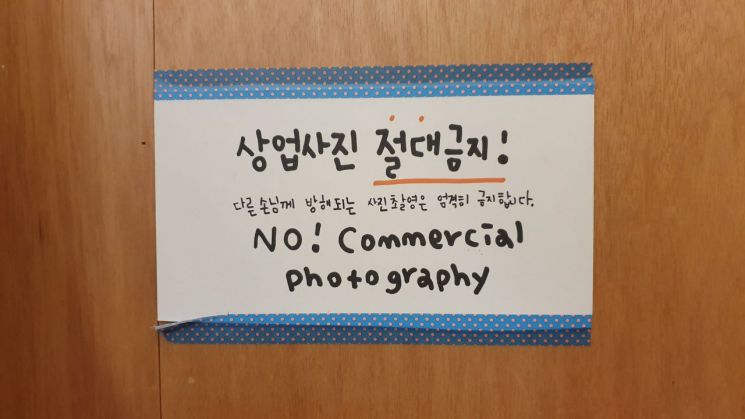 상업사진 절대금지!
다른손님께 방해되는 사진촬영은 엄격히 금지합니다.
NO! Commercial
photography